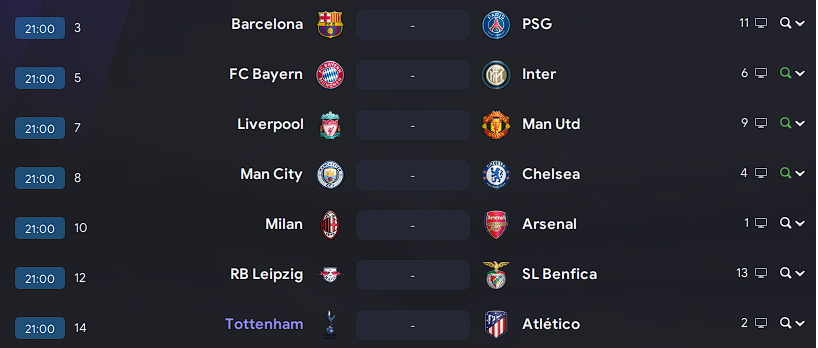 21:00 3 Barcelona - PSG 11
21:00 5 FC Bayern - Inter 6
21:00 7 Liverpool - Man Utd 9
21:00 8 Man City - Chelsea 4
21:00 10 Milan - Arsenal 1
21:00 12 RB Leipzig - SL Benfica 13
21:00 14 Tottenham - Atlético 2